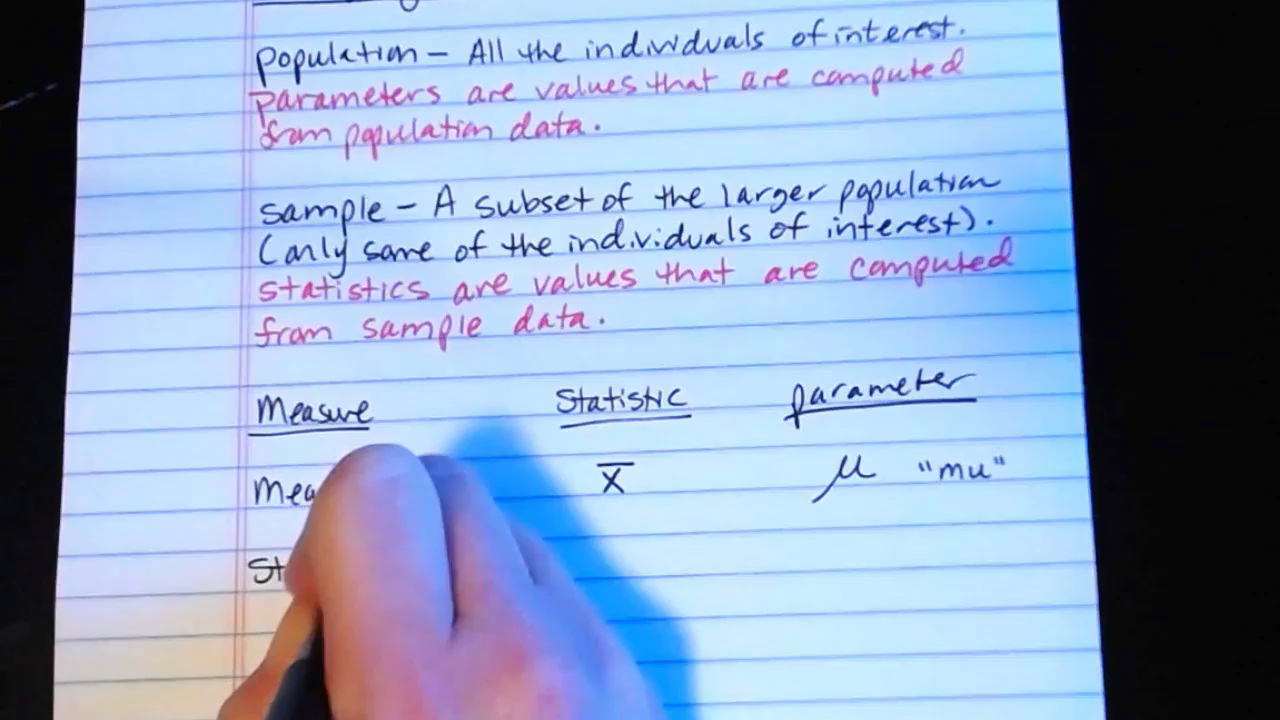 Population - All the individuals of interest.
Parameters are values that are computed
from population data.
Sample - A subset of the larger population
(only some of the individuals of interest).
Statistics are values that are computed
from sample data.
Measure Statistic parameter
Mea x̄ μ "mu"
St